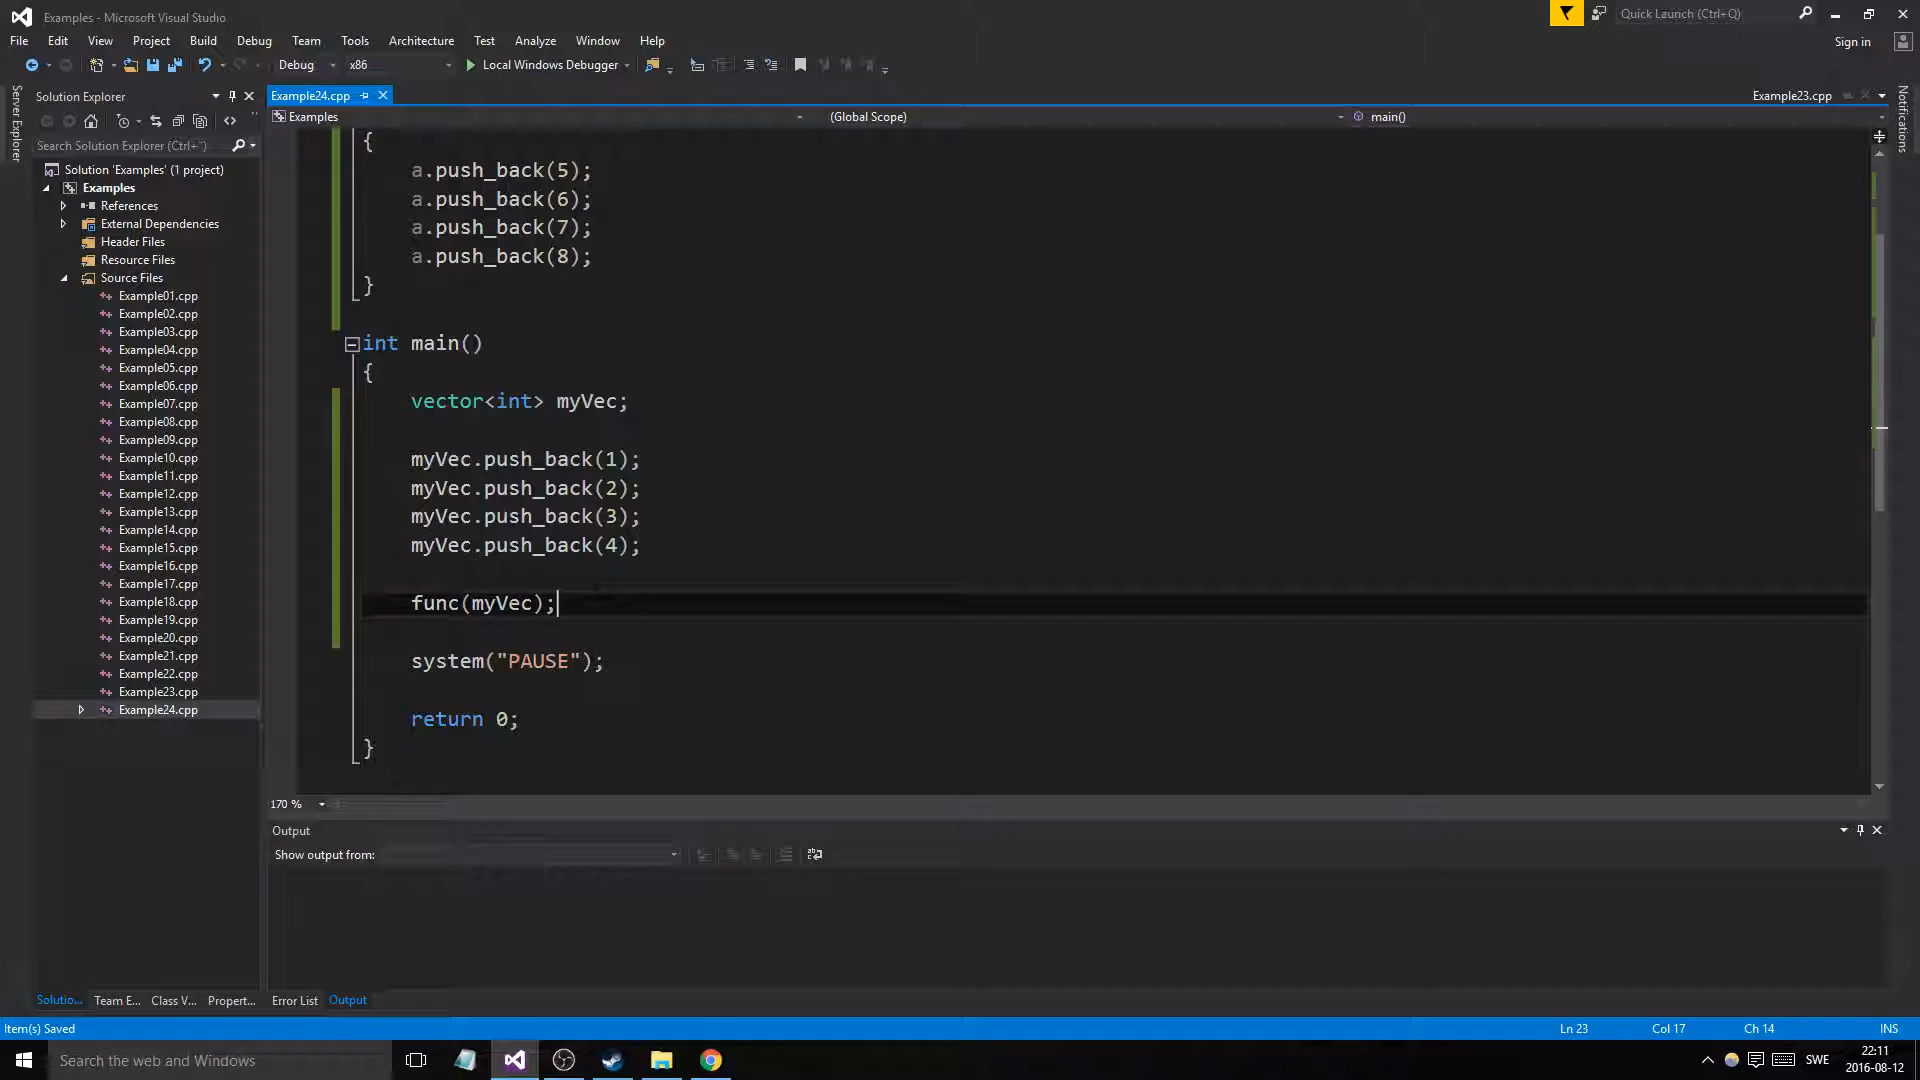 Examples - Microsoft Visual Studio
Quick Launch (Ctrl+Q)
File Edit View Project Build Debug Team Tools Architecture Test Analyze Window Help
Sign in
Debug x86 Local Windows Debugger
Server Explorer
Solution Explorer
Example24.cpp
Example23.cpp
Notifications
Examples
(Global Scope)
main()
Search Solution Explorer (Ctrl+¨)
Solution 'Examples' (1 project)
Examples
References
External Dependencies
Header Files
Resource Files
Source Files
Example01.cpp
Example02.cpp
Example03.cpp
Example04.cpp
Example05.cpp
Example06.cpp
Example07.cpp
Example08.cpp
Example09.cpp
Example10.cpp
Example11.cpp
Example12.cpp
Example13.cpp
Example14.cpp
Example15.cpp
Example16.cpp
Example17.cpp
Example18.cpp
Example19.cpp
Example20.cpp
Example21.cpp
Example22.cpp
Example23.cpp
Example24.cpp
{
a.push_back(5);
a.push_back(6);
a.push_back(7);
a.push_back(8);
}
int main()
{
vector<int> myVec;
myVec.push_back(1);
myVec.push_back(2);
myVec.push_back(3);
myVec.push_back(4);
func(myVec);
system("PAUSE");
return 0;
}
170 %
Output
Show output from:
Solutio... Team E... Class V... Propert...
Error List Output
Item(s) Saved
Ln 23 Col 17 Ch 14 INS
Search the web and Windows
SWE
22:11
2016-08-12